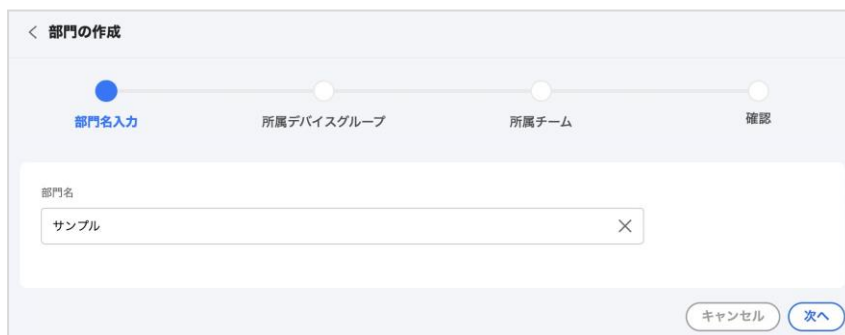 部門の作成
部門名入力 所属デバイスグループ 所属チーム 確認
部門名
サンプル
キャンセル 次へ